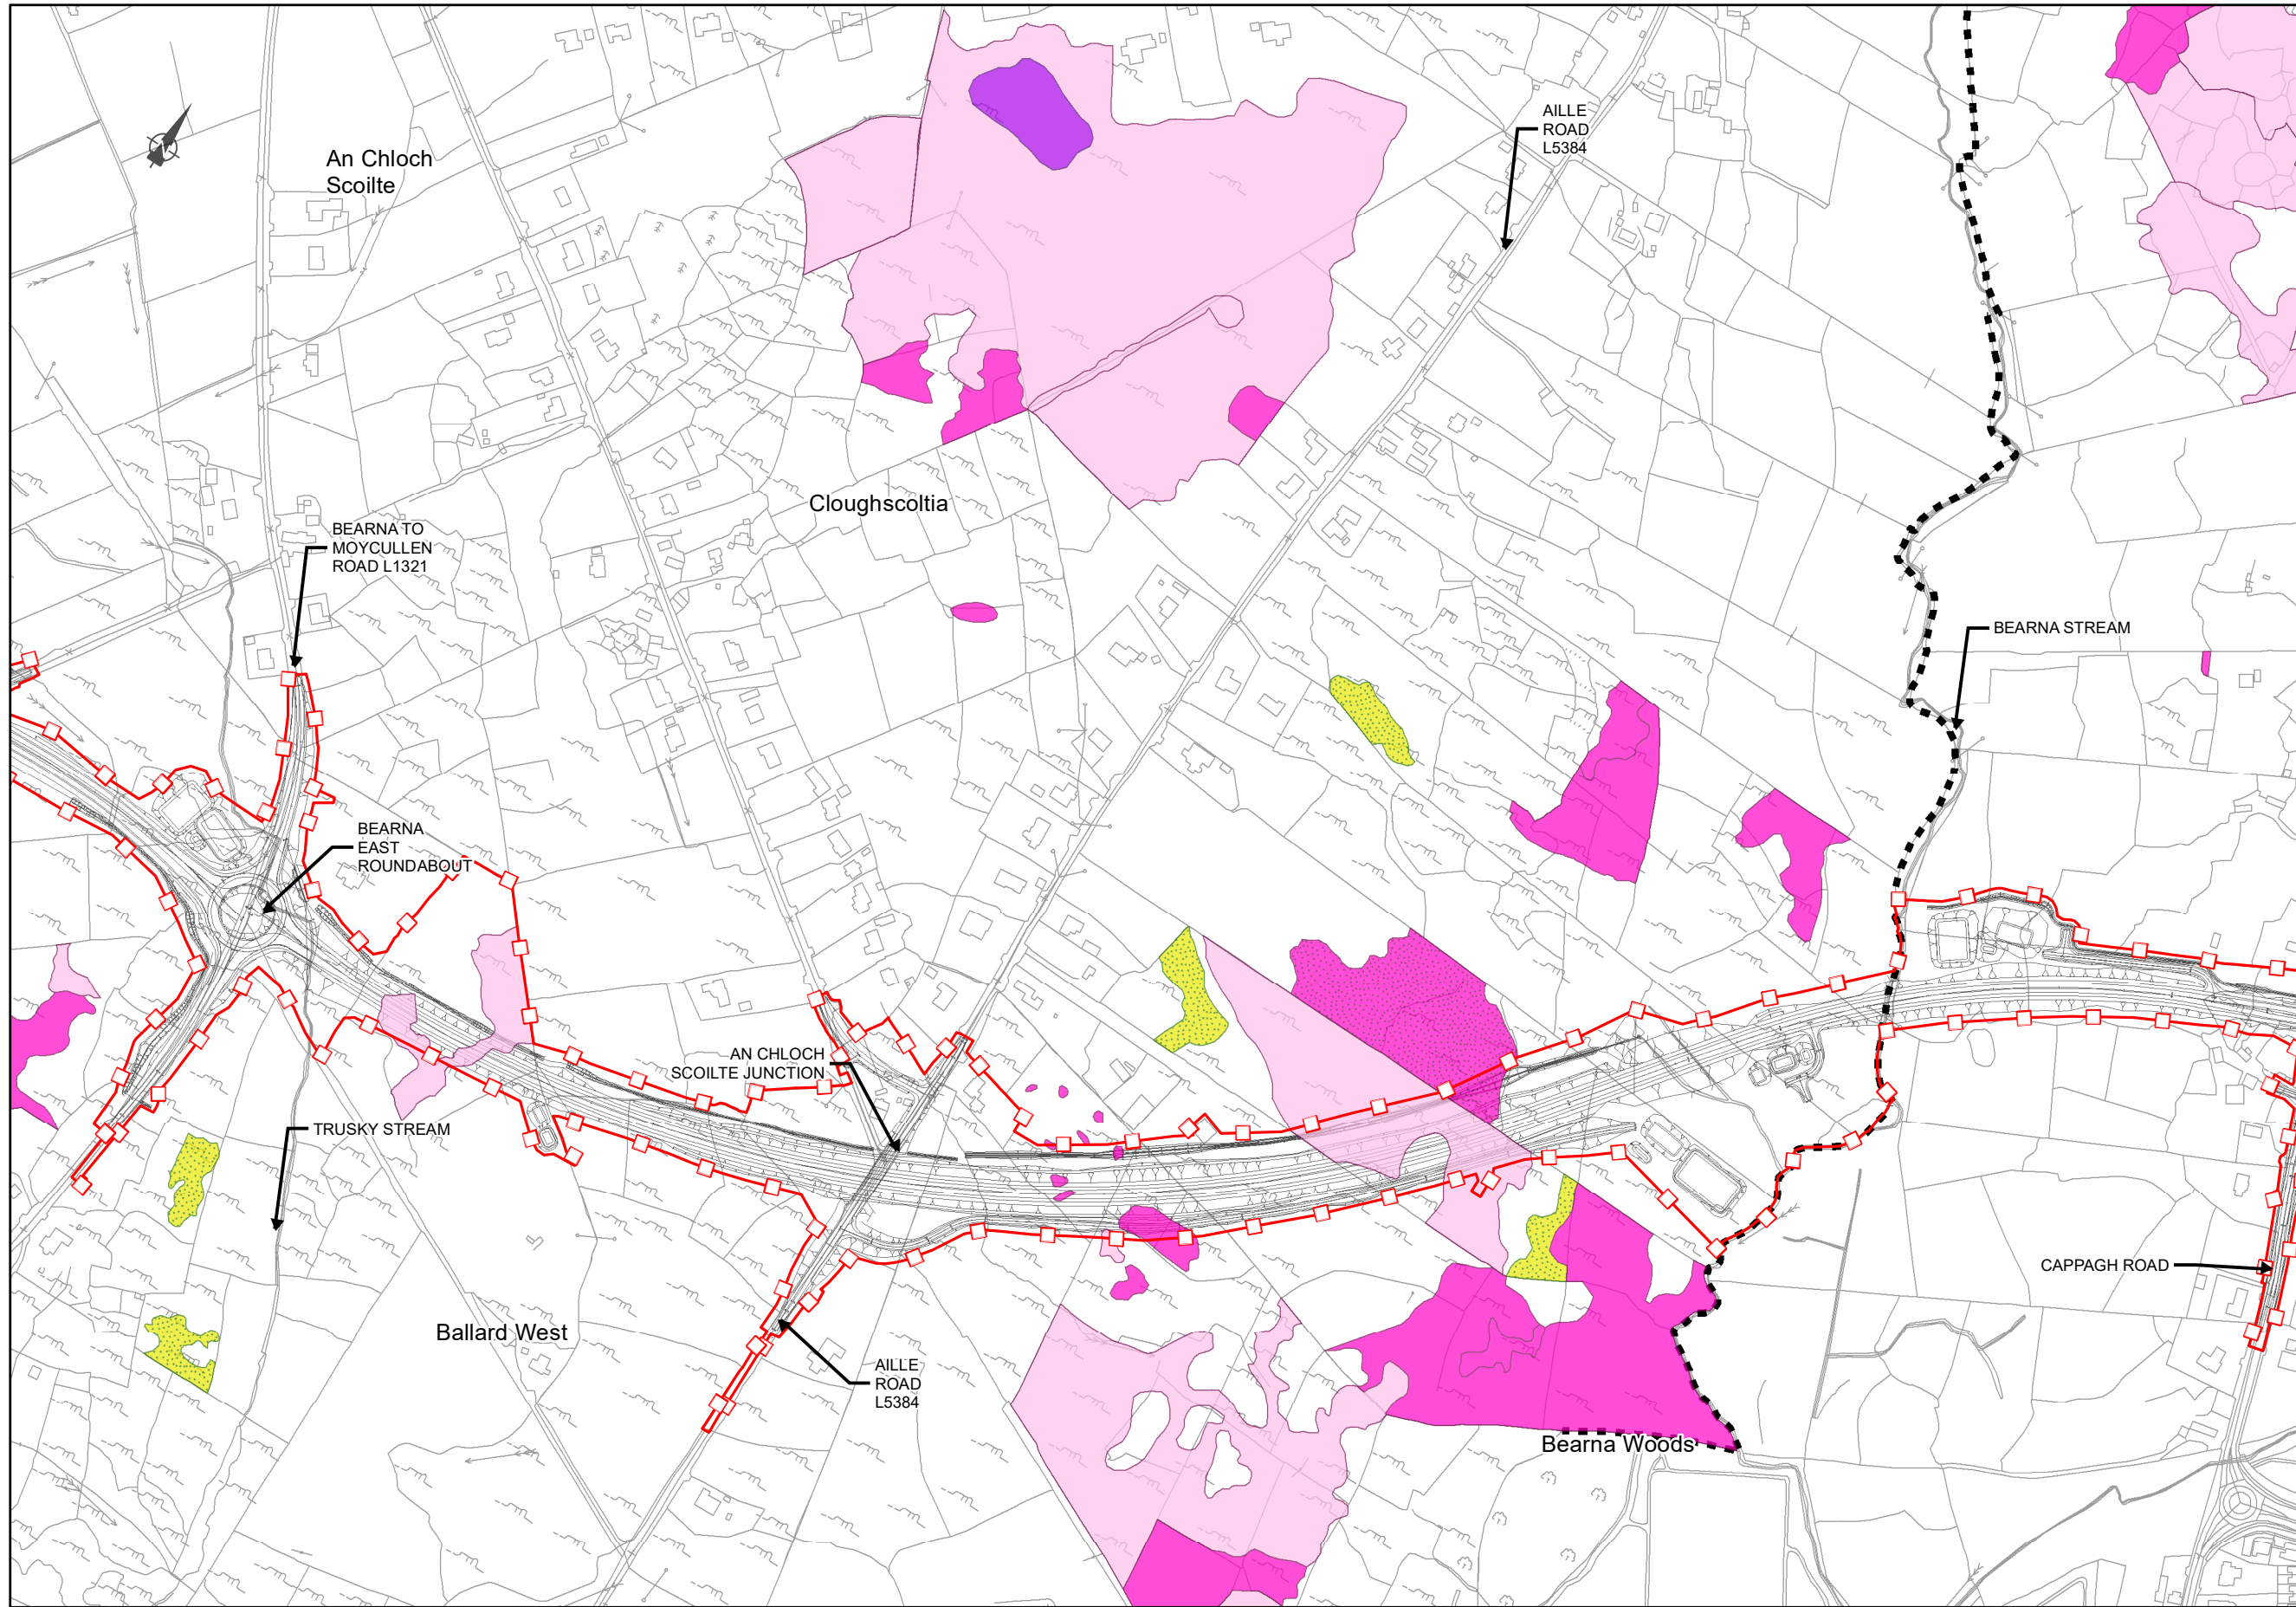 AILLE
ROAD
L5384
An Chloch
Scoilte
Cloughscoltia
BEARNA TO
MOYCULLEN
ROAD L1321
BEARNA STREAM
BEARNA
EAST
ROUNDABOUT
AN CHLOCH
SCOILTE JUNCTION
TRUSKY STREAM
CAPPAGH ROAD
Ballard West
AILLE
ROAD
L5384
Bearna Woods